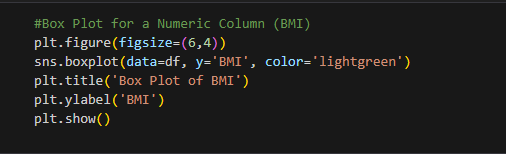 #Box Plot for a Numeric Column (BMI)
plt.figure(figsize=(6,4))
sns.boxplot(data=df, y='BMI', color='lightgreen')
plt.title('Box Plot of BMI')
plt.ylabel('BMI')
plt.show()